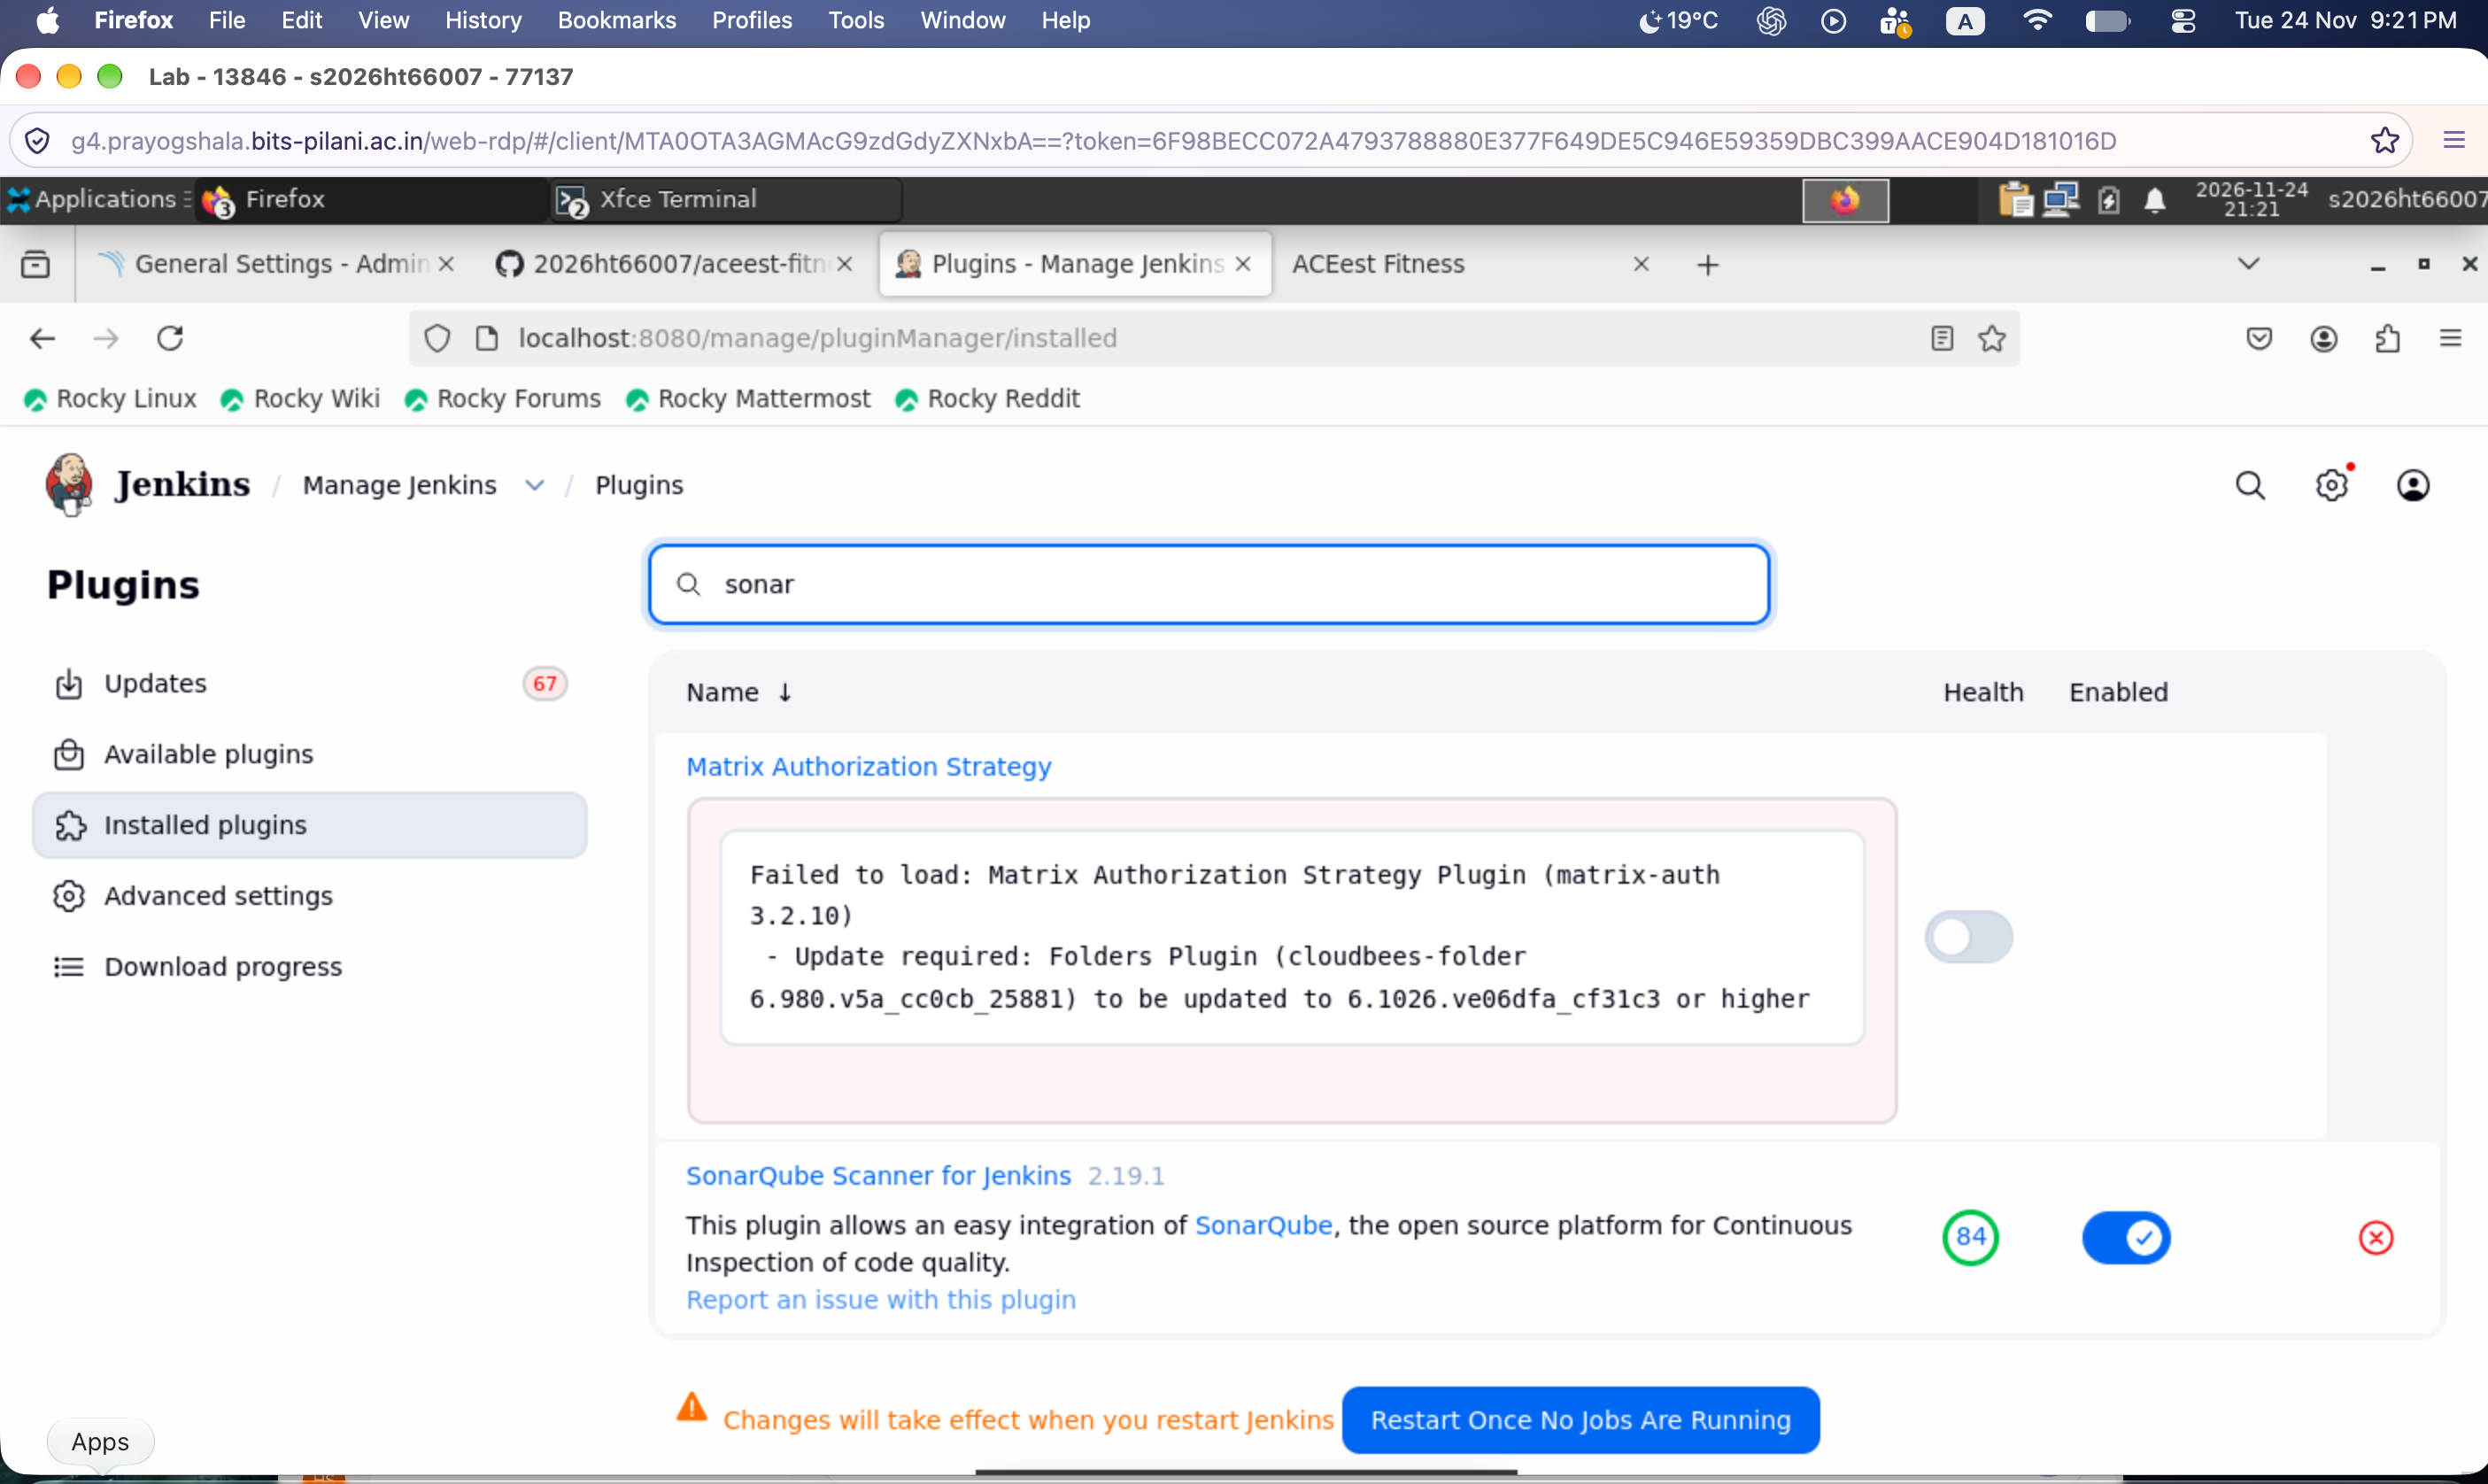 Firefox File Edit View History Bookmarks Profiles Tools Window Help 19°C A Tue 24 Nov 9:21 PM
Lab - 13846 - s2026ht66007 - 77137
g4.prayogshala.bits-pilani.ac.in/web-rdp/#/client/MTA0OTA3AGMAcG9zdGdyZXNxbA==?token=6F98BECC072A4793788880E377F649DE5C946E59359DBC399AACE904D181016D
Applications 3 Firefox 2 Xfce Terminal 2026-11-24 21:21 s2026ht66007
General Settings - Admin 2026ht66007/aceest-fitn Plugins - Manage Jenkins ACEest Fitness
localhost:8080/manage/pluginManager/installed
Rocky Linux Rocky Wiki Rocky Forums Rocky Mattermost Rocky Reddit
Jenkins / Manage Jenkins / Plugins
Plugins
sonar
Updates 67
Available plugins
Installed plugins
Advanced settings
Download progress
Name ↓ Health Enabled
Matrix Authorization Strategy
Failed to load: Matrix Authorization Strategy Plugin (matrix-auth
3.2.10)
- Update required: Folders Plugin (cloudbees-folder
6.980.v5a_cc0cb_25881) to be updated to 6.1026.ve06dfa_cf31c3 or higher
SonarQube Scanner for Jenkins 2.19.1
This plugin allows an easy integration of SonarQube, the open source platform for Continuous
Inspection of code quality.
Report an issue with this plugin
84
Changes will take effect when you restart Jenkins Restart Once No Jobs Are Running
Apps